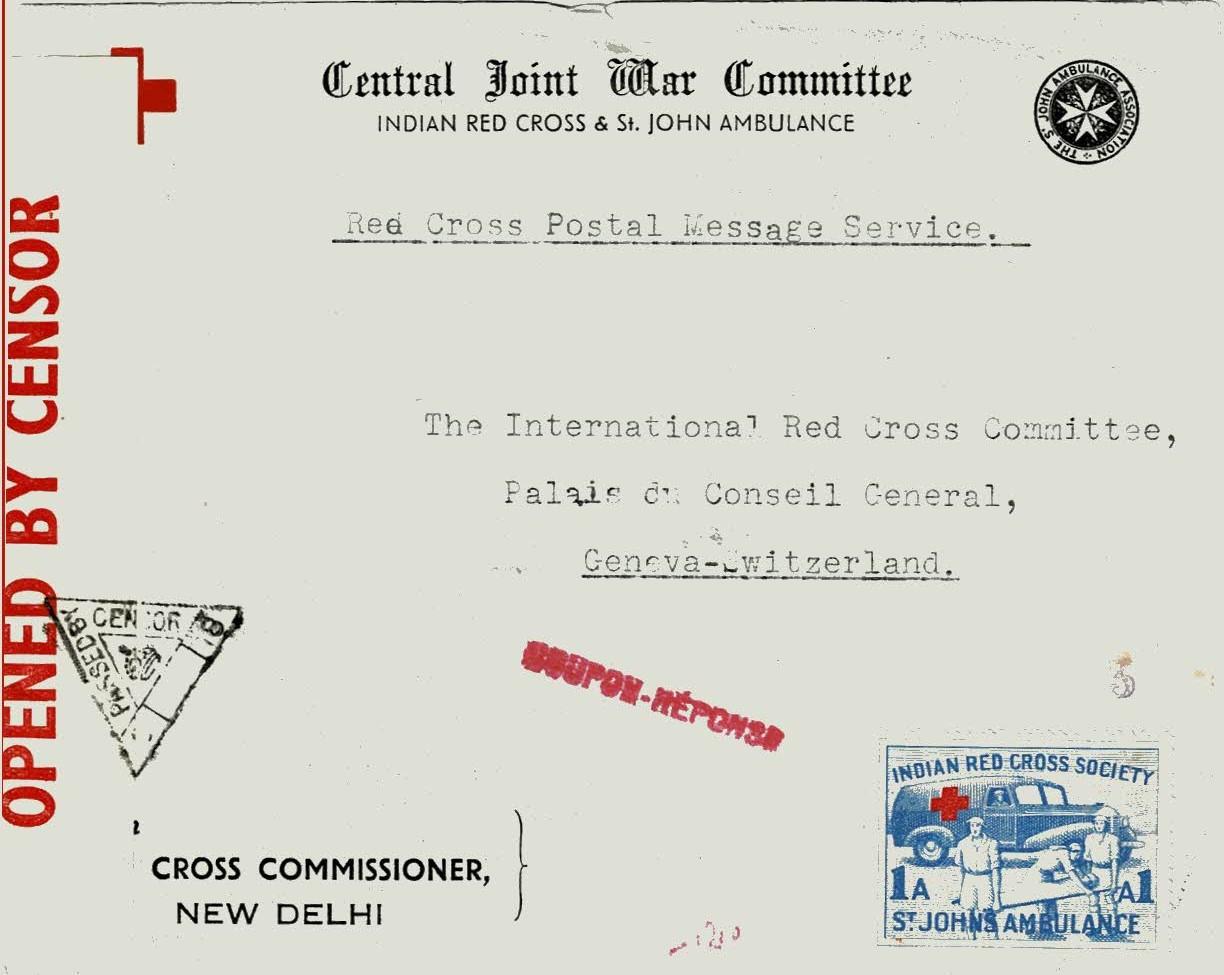 Central Joint War Committee
INDIAN RED CROSS & St. JOHN AMBULANCE
THE St JOHN AMBULANCE ASSOCIATION
Red Cross Postal Message Service.
The International Red Cross Committee,
Palais du Conseil General,
Geneva-Switzerland.
OPENED BY CENSOR
PASSED BY CENSOR
COUPON-RÉPONSE
5
INDIAN RED CROSS SOCIETY
1A A1
ST JOHNS AMBULANCE
CROSS COMMISSIONER,
NEW DELHI